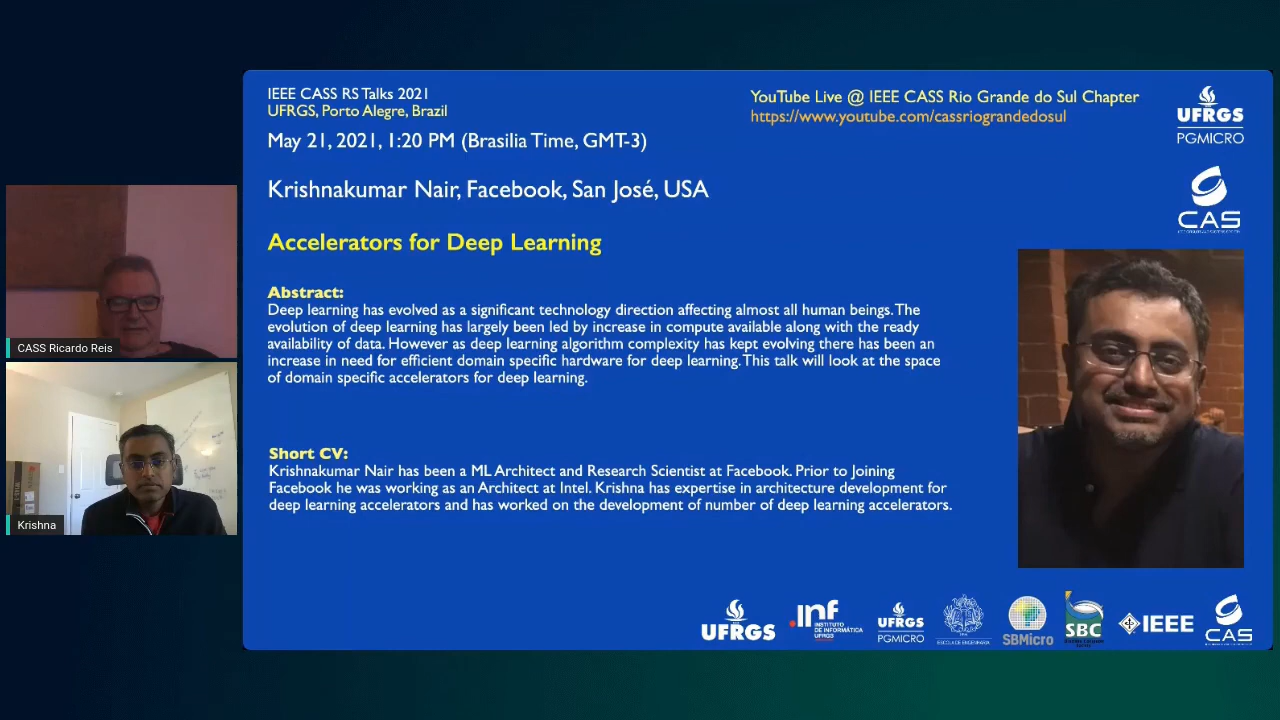 IEEE CASS RS Talks 2021
UFRGS, Porto Alegre, Brazil
May 21, 2021, 1:20 PM (Brasilia Time, GMT-3)
YouTube Live @ IEEE CASS Rio Grande do Sul Chapter
https://www.youtube.com/cassriograndedosul
UFRGS
PGMICRO
CAS
Krishnakumar Nair, Facebook, San José, USA
Accelerators for Deep Learning
Abstract:
Deep learning has evolved as a significant technology direction affecting almost all human beings. The
evolution of deep learning has largely been led by increase in compute available along with the ready
availability of data. However as deep learning algorithm complexity has kept evolving there has been an
increase in need for efficient domain specific hardware for deep learning. This talk will look at the space
of domain specific accelerators for deep learning.
Short CV:
Krishnakumar Nair has been a ML Architect and Research Scientist at Facebook. Prior to Joining
Facebook he was working as an Architect at Intel. Krishna has expertise in architecture development for
deep learning accelerators and has worked on the development of number of deep learning accelerators.
CASS Ricardo Reis
Krishna
UFRGS
inf
INSTITUTO
DE INFORMÁTICA
UFRGS
UFRGS
PGMICRO
ESCOLA DE ENGENHARIA
SBMicro
SBC
IEEE
CAS